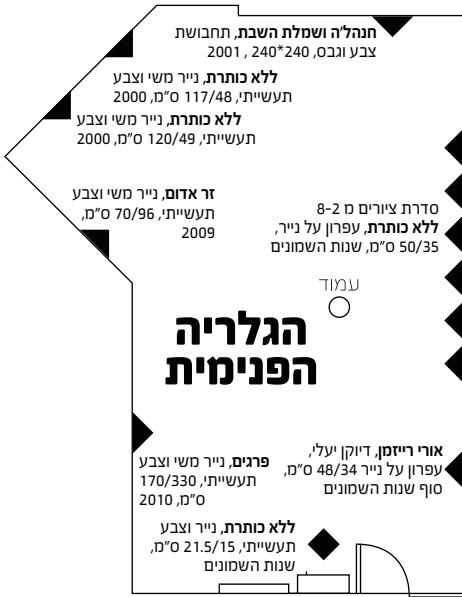 חנהל'ה ושמלת השבת, תחבושת
צבע וגבס, 240*240 , 2001
ללא כותרת, נייר משי וצבע
תעשייתי, 117/48 ס"מ, 2000
ללא כותרת, נייר משי וצבע
תעשייתי, 120/49 ס"מ, 2000
זר אדום, נייר משי וצבע
תעשייתי, 70/96 ס"מ,
2009
סדרת ציורים מ 8-2
ללא כותרת, עפרון על נייר,
50/35 ס"מ, שנות השמונים
עמוד
הגלריה
הפנימית
אורי רייזמן, דיוקן יעלי,
עפרון על נייר 48/34 ס"מ,
סוף שנות השמונים
פרגים, נייר משי וצבע
תעשייתי, 170/330
ס"מ, 2010
ללא כותרת, נייר וצבע
תעשייתי, 21.5/15 ס"מ,
שנות השמונים